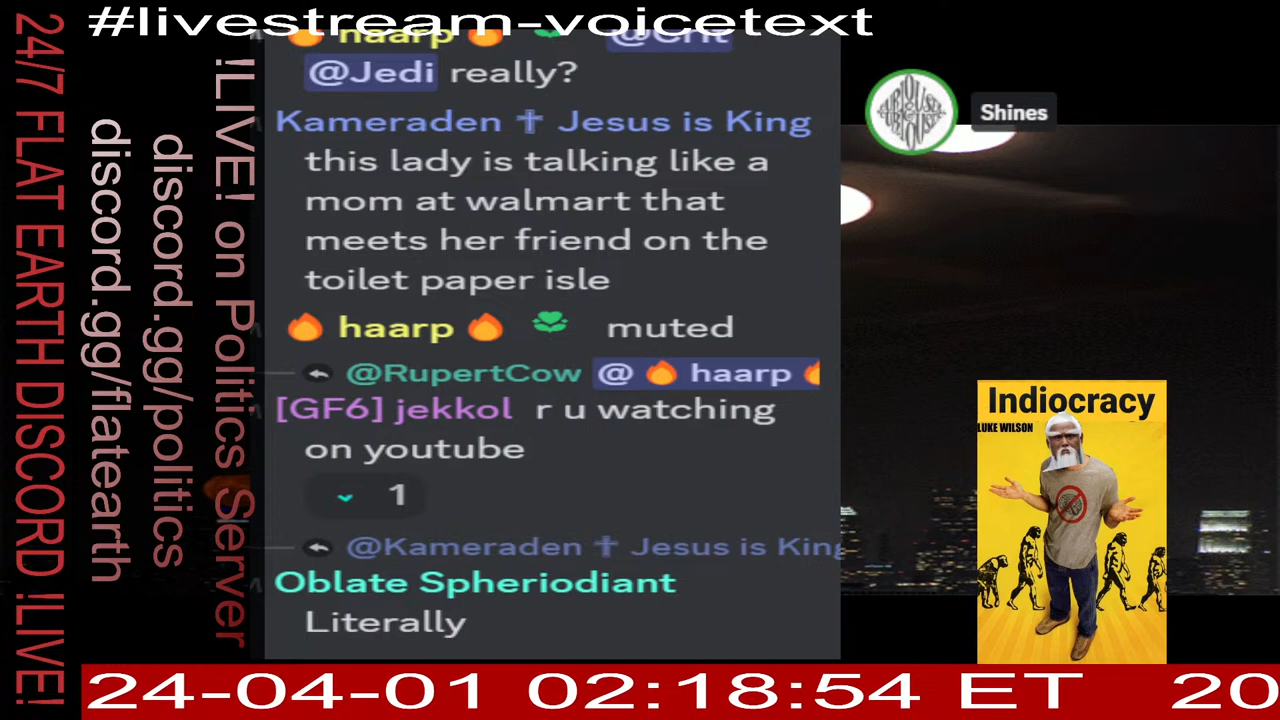 #livestream-voicetext
24/7 FLAT EARTH DISCORD !LIVE!
discord.gg/flatearth
discord.gg/politics
!LIVE! on Politics Server
haarp @Crit
@Jedi really?
Kameraden ✝ Jesus is King
this lady is talking like a
mom at walmart that
meets her friend on the
toilet paper isle
🔥 haarp 🔥 muted
@RupertCow @🔥 haarp
[GF6] jekkol r u watching
on youtube
1
@Kameraden ✝ Jesus is King
Oblate Spheriodiant
Literally
Shines
Indiocracy
LUKE WILSON
24-04-01 02:18:54 ET 20